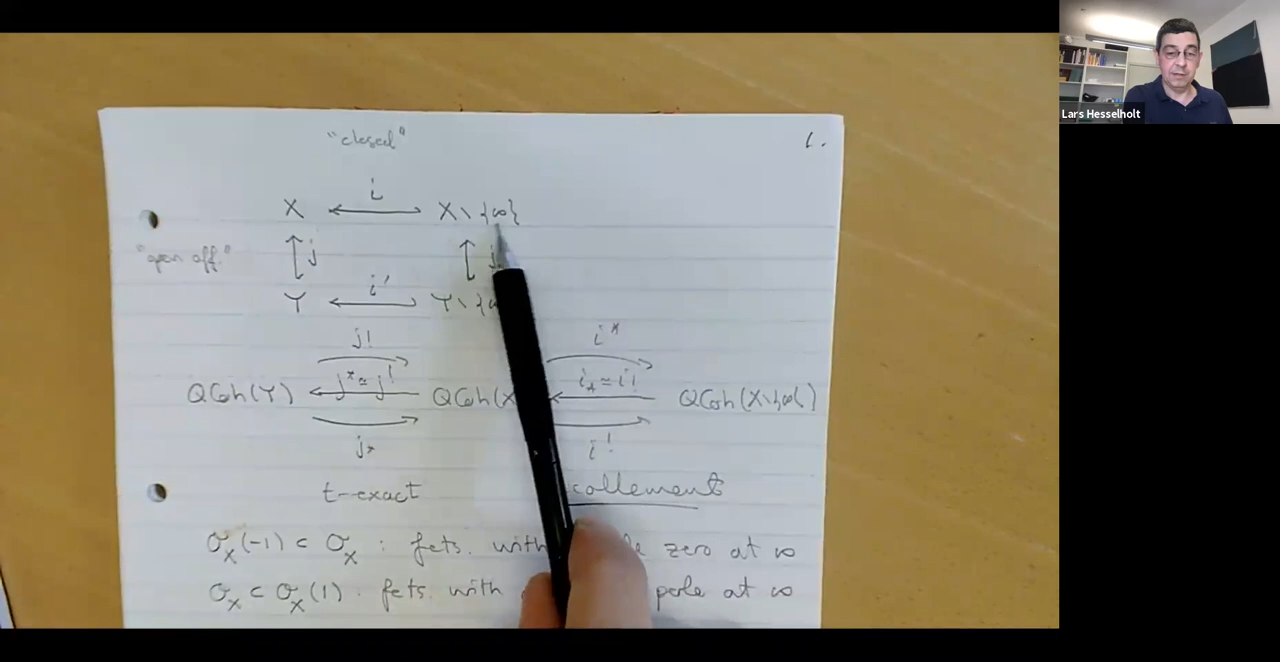 Lars Hesselholt
"closed"
1.
i
X ⟵ X \ {∞}
"open aff."
j
i'
Y ⟵ Y \ {
j! i*
j* ≃ j! i* ≃ i!
QCoh(Y) QCoh(X QCoh(X\{∞})
j* i!
t-exact collement
O_X(-1) ⊂ O_X : fcts. with zero at ∞
O_X ⊂ O_X(1) . fcts. with pole at ∞